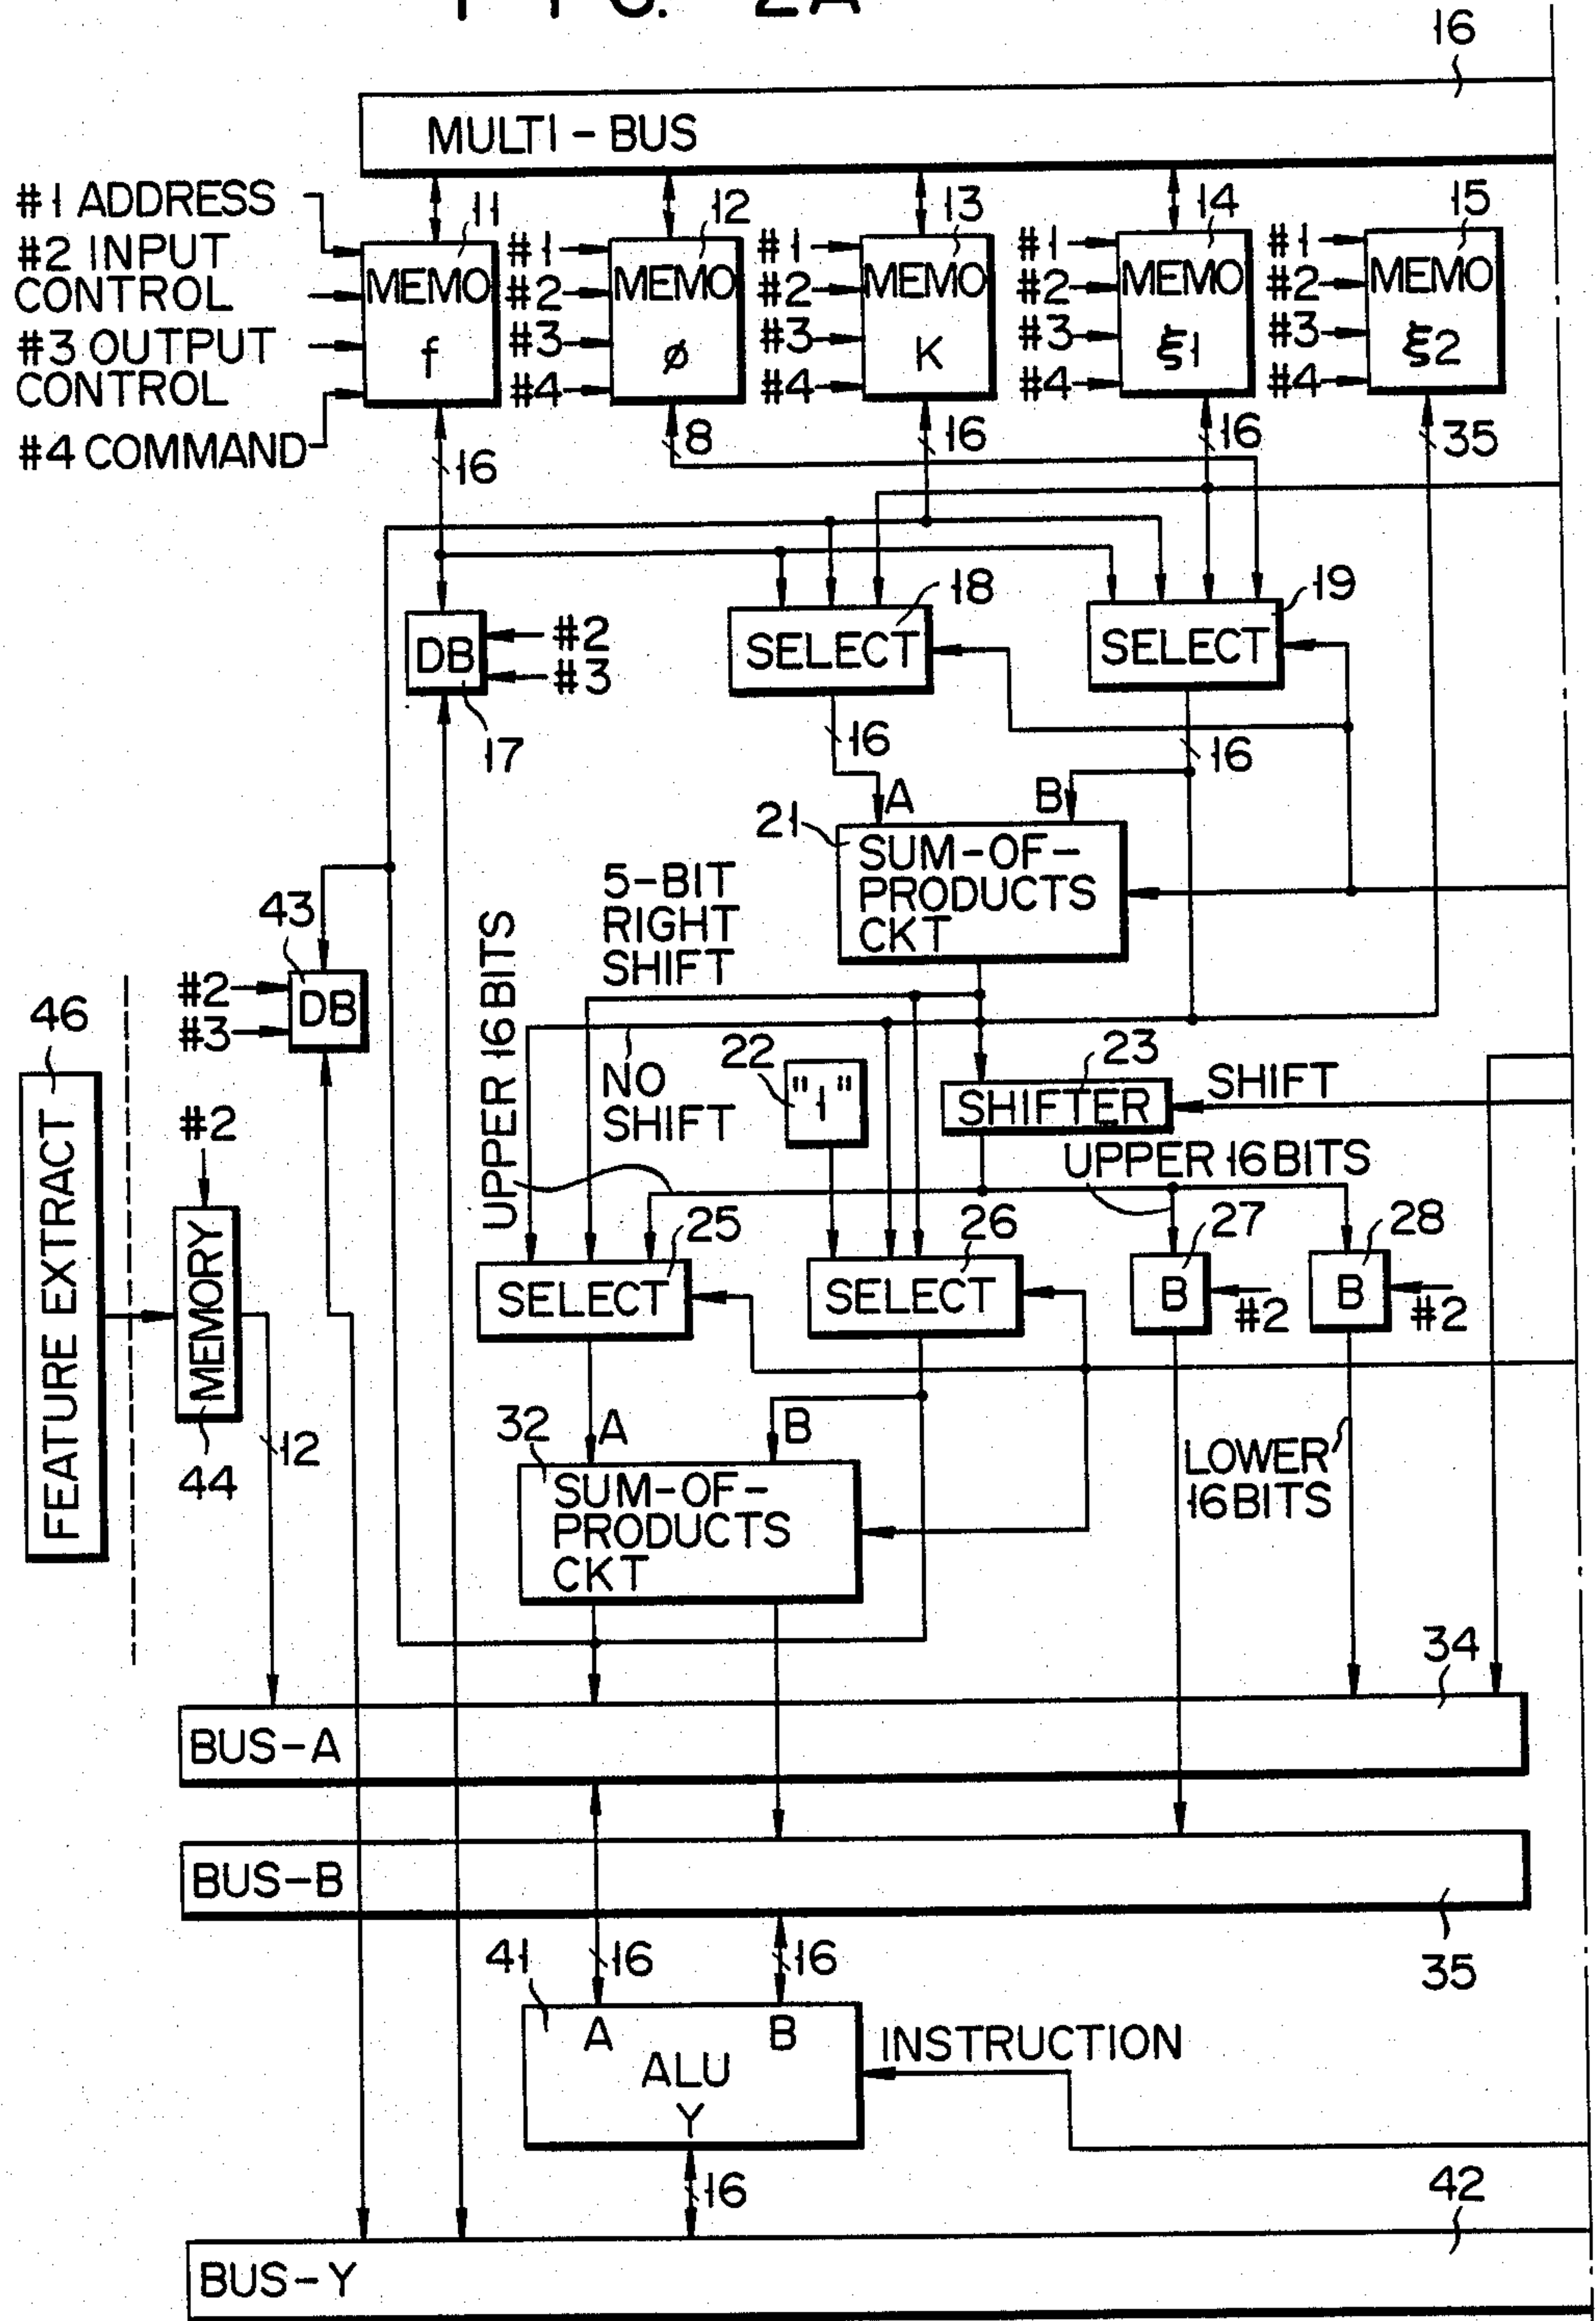 FIG. 2A
16
MULTI-BUS
#1 ADDRESS
#2 INPUT
CONTROL
#3 OUTPUT
CONTROL
#4 COMMAND
11
MEMO
f
#1
#2
#3
#4
12
MEMO
ø
#1
#2
#3
#4
13
MEMO
K
#1
#2
#3
#4
14
MEMO
ξ1
#1
#2
#3
#4
15
MEMO
ξ2
16
8
16
16
35
DB
#2
#3
17
18
SELECT
19
SELECT
16
16
A
B
21
SUM-OF-
PRODUCTS
CKT
5-BIT
RIGHT
SHIFT
UPPER 16 BITS
NO
SHIFT
43
#2
#3
DB
46
FEATURE EXTRACT
#2
MEMORY
44
12
22
"1"
23
SHIFTER
SHIFT
UPPER 16 BITS
25
SELECT
26
SELECT
27
B
#2
28
B
#2
LOWER
16 BITS
32
A
B
SUM-OF-
PRODUCTS
CKT
34
BUS-A
BUS-B
35
41
16
16
A
B
ALU
Y
INSTRUCTION
16
42
BUS-Y